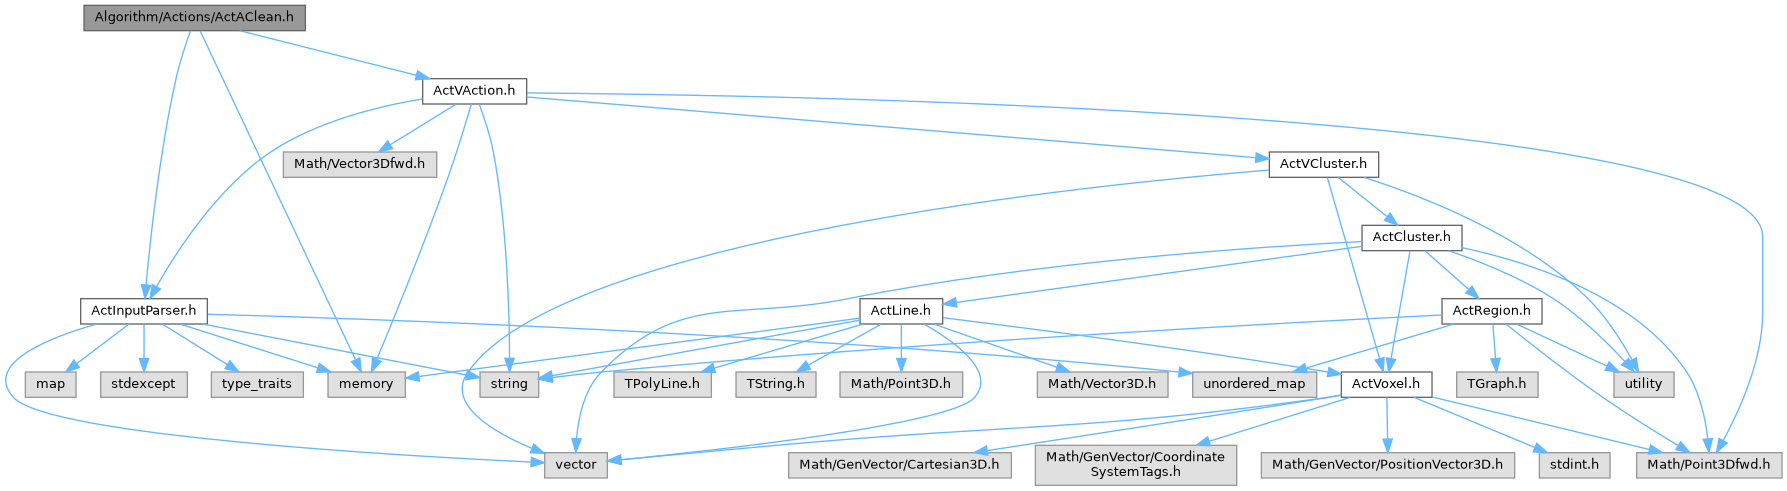 Algorithm/Actions/ActAClean.h
ActVAction.h
Math/Vector3Dfwd.h
ActVCluster.h
ActCluster.h
ActInputParser.h
ActLine.h
ActRegion.h
map
stdexcept
type_traits
memory
string
TPolyLine.h
TString.h
Math/Point3D.h
Math/Vector3D.h
unordered_map
ActVoxel.h
TGraph.h
utility
vector
Math/GenVector/Cartesian3D.h
Math/GenVector/Coordinate
SystemTags.h
Math/GenVector/PositionVector3D.h
stdint.h
Math/Point3Dfwd.h